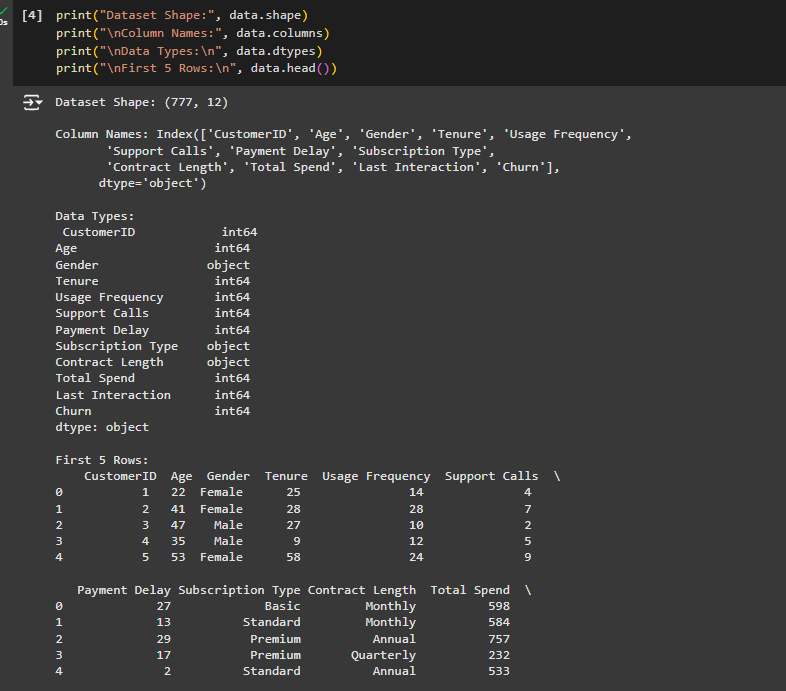 [4] print("Dataset Shape:", data.shape)
print("\nColumn Names:", data.columns)
print("\nData Types:\n", data.dtypes)
print("\nFirst 5 Rows:\n", data.head())
0s
Dataset Shape: (777, 12)
Column Names: Index(['CustomerID', 'Age', 'Gender', 'Tenure', 'Usage Frequency',
'Support Calls', 'Payment Delay', 'Subscription Type',
'Contract Length', 'Total Spend', 'Last Interaction', 'Churn'],
dtype='object')
Data Types:
CustomerID int64
Age int64
Gender object
Tenure int64
Usage Frequency int64
Support Calls int64
Payment Delay int64
Subscription Type object
Contract Length object
Total Spend int64
Last Interaction int64
Churn int64
dtype: object
First 5 Rows:
CustomerID Age Gender Tenure Usage Frequency Support Calls \
0 1 22 Female 25 14 4
1 2 41 Female 28 28 7
2 3 47 Male 27 10 2
3 4 35 Male 9 12 5
4 5 53 Female 58 24 9
Payment Delay Subscription Type Contract Length Total Spend \
0 27 Basic Monthly 598
1 13 Standard Monthly 584
2 29 Premium Annual 757
3 17 Premium Quarterly 232
4 2 Standard Annual 533